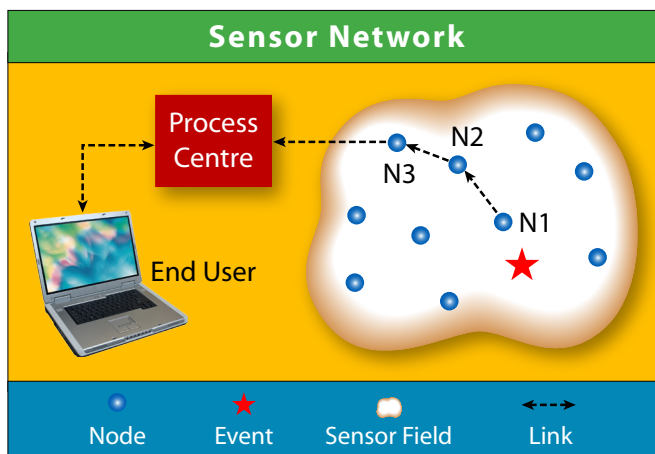 Sensor Network
Process
Centre
N2
N3
N1
End User
Node
Event
Sensor Field
Link